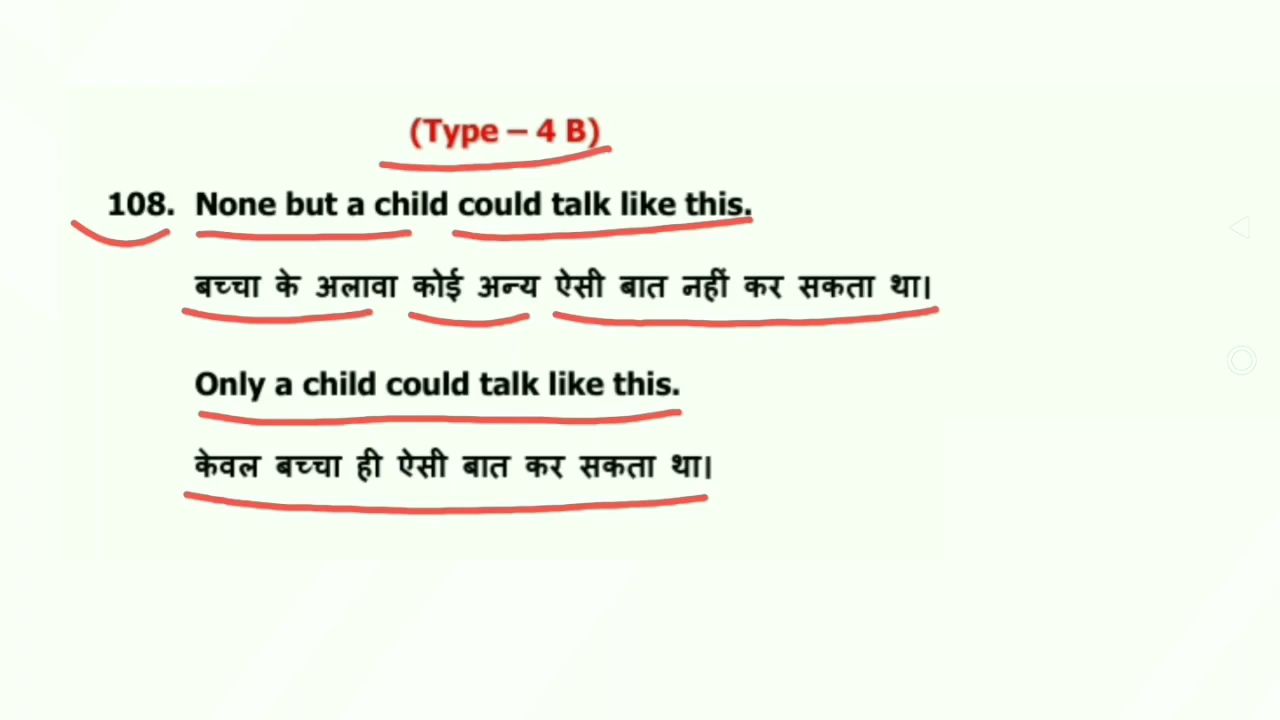 (Type – 4 B)
108. None but a child could talk like this.
बच्चा के अलावा कोई अन्य ऐसी बात नहीं कर सकता था।
Only a child could talk like this.
केवल बच्चा ही ऐसी बात कर सकता था।